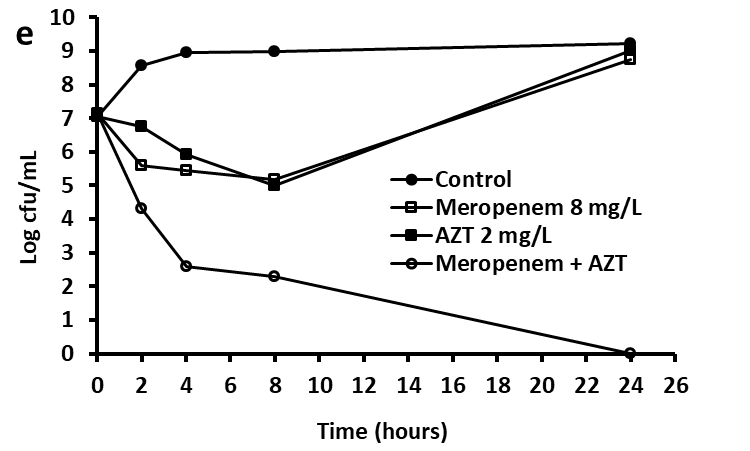 e
10
9
8
7
6
5
4
3
2
1
0
Log cfu/mL
Control
Meropenem 8 mg/L
AZT 2 mg/L
Meropenem + AZT
0 2 4 6 8 10 12 14 16 18 20 22 24 26
Time (hours)